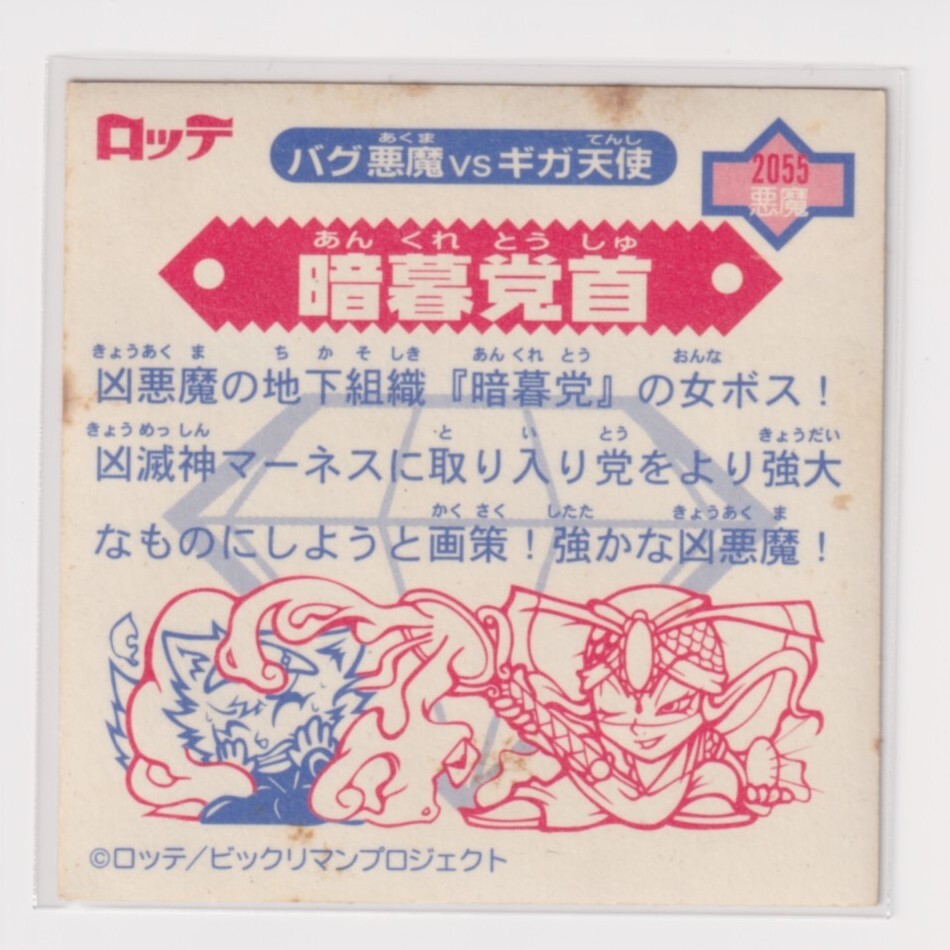 ロッテ
あくま てんし
バグ悪魔vsギガ天使
2055
悪魔
あんくれとうしゅ
暗暮党首
きょうあくま ちかそしき あんくれとう おんな
凶悪魔の地下組織『暗暮党』の女ボス！
きょうめっしん と い とう きょうだい
凶滅神マーネスに取り入り党をより強大
かくさく したた きょうあくま
なものにしようと画策！強かな凶悪魔！
©ロッテ/ビックリマンプロジェクト